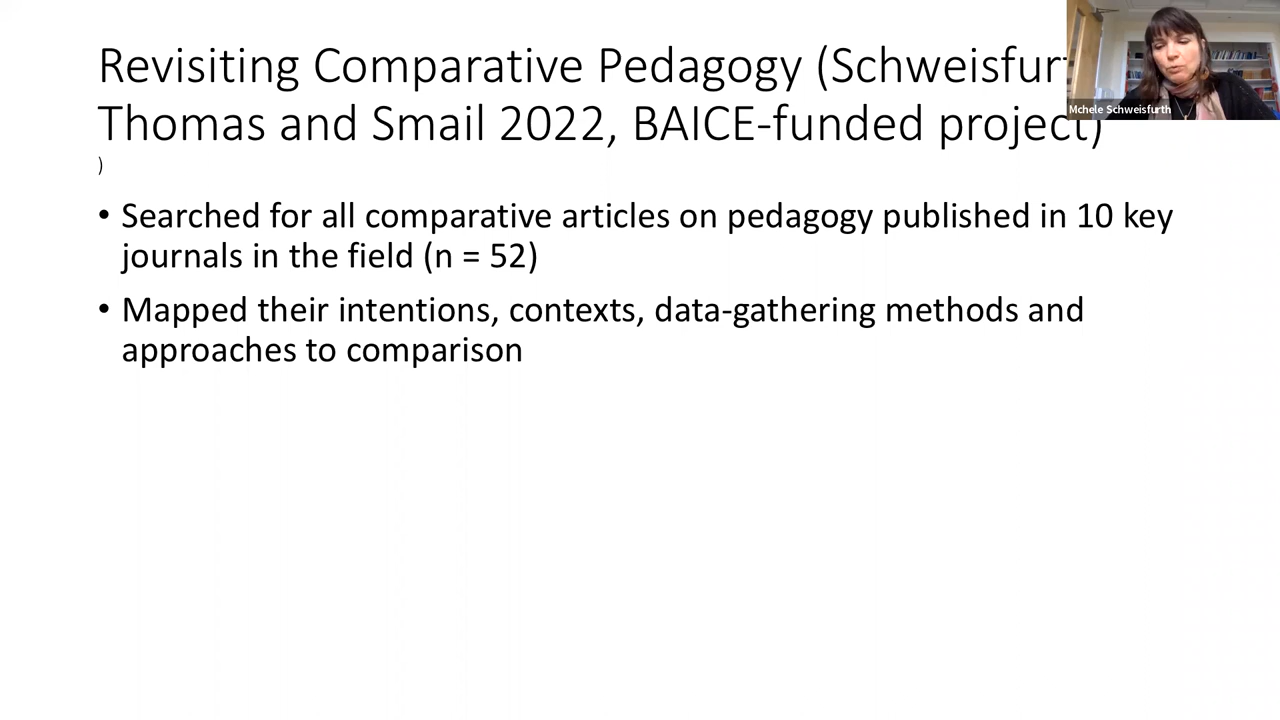 Revisiting Comparative Pedagogy (Schweisfur
Thomas and Smail 2022, BAICE-funded project)
)
• Searched for all comparative articles on pedagogy published in 10 key
journals in the field (n = 52)
• Mapped their intentions, contexts, data-gathering methods and
approaches to comparison
Mchele Schweisfurth